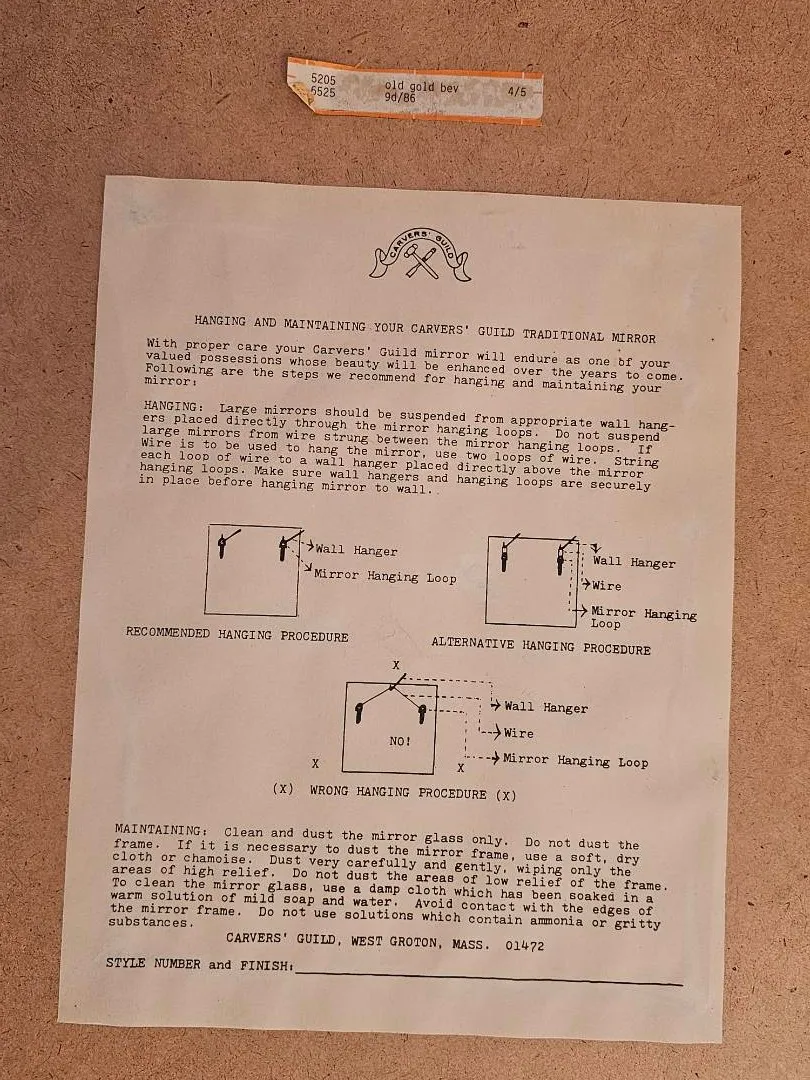 5205 old gold bev 4/5
6525 9d/86
CARVERS' GUILD
HANGING AND MAINTAINING YOUR CARVERS' GUILD TRADITIONAL MIRROR
With proper care your Carvers' Guild mirror will endure as one of your
valued possessions whose beauty will be enhanced over the years to come.
Following are the steps we recommend for hanging and maintaining your
mirror:
HANGING: Large mirrors should be suspended from appropriate wall hang-
ers placed directly through the mirror hanging loops. Do not suspend
large mirrors from wire strung between the mirror hanging loops. If
Wire is to be used to hang the mirror, use two loops of wire. String
each loop of wire to a wall hanger placed directly above the mirror
hanging loops. Make sure wall hangers and hanging loops are securely
in place before hanging mirror to wall..
Wall Hanger
Mirror Hanging Loop
RECOMMENDED HANGING PROCEDURE
Wall Hanger
Wire
Mirror Hanging
Loop
ALTERNATIVE HANGING PROCEDURE
X
Wall Hanger
Wire
NO!
Mirror Hanging Loop
X X
(X) WRONG HANGING PROCEDURE (X)
MAINTAINING: Clean and dust the mirror glass only. Do not dust the
frame. If it is necessary to dust the mirror frame, use a soft, dry
cloth or chamoise. Dust very carefully and gently, wiping only the
areas of high relief. Do not dust the areas of low relief of the frame.
To clean the mirror glass, use a damp cloth which has been soaked in a
warm solution of mild soap and water. Avoid contact with the edges of
the mirror frame. Do not use solutions which contain ammonia or gritty
substances.
CARVERS' GUILD, WEST GROTON, MASS. 01472
STYLE NUMBER and FINISH: